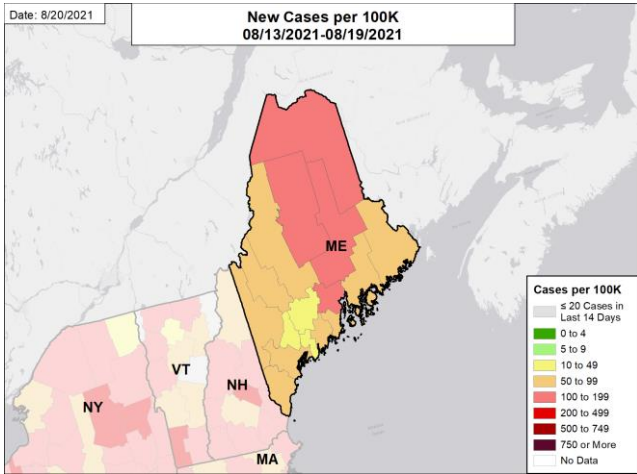 Date: 8/20/2021
New Cases per 100K
08/13/2021-08/19/2021
ME
VT
NH
NY
MA
Cases per 100K
≤ 20 Cases in
Last 14 Days
0 to 4
5 to 9
10 to 49
50 to 99
100 to 199
200 to 499
500 to 749
750 or More
No Data